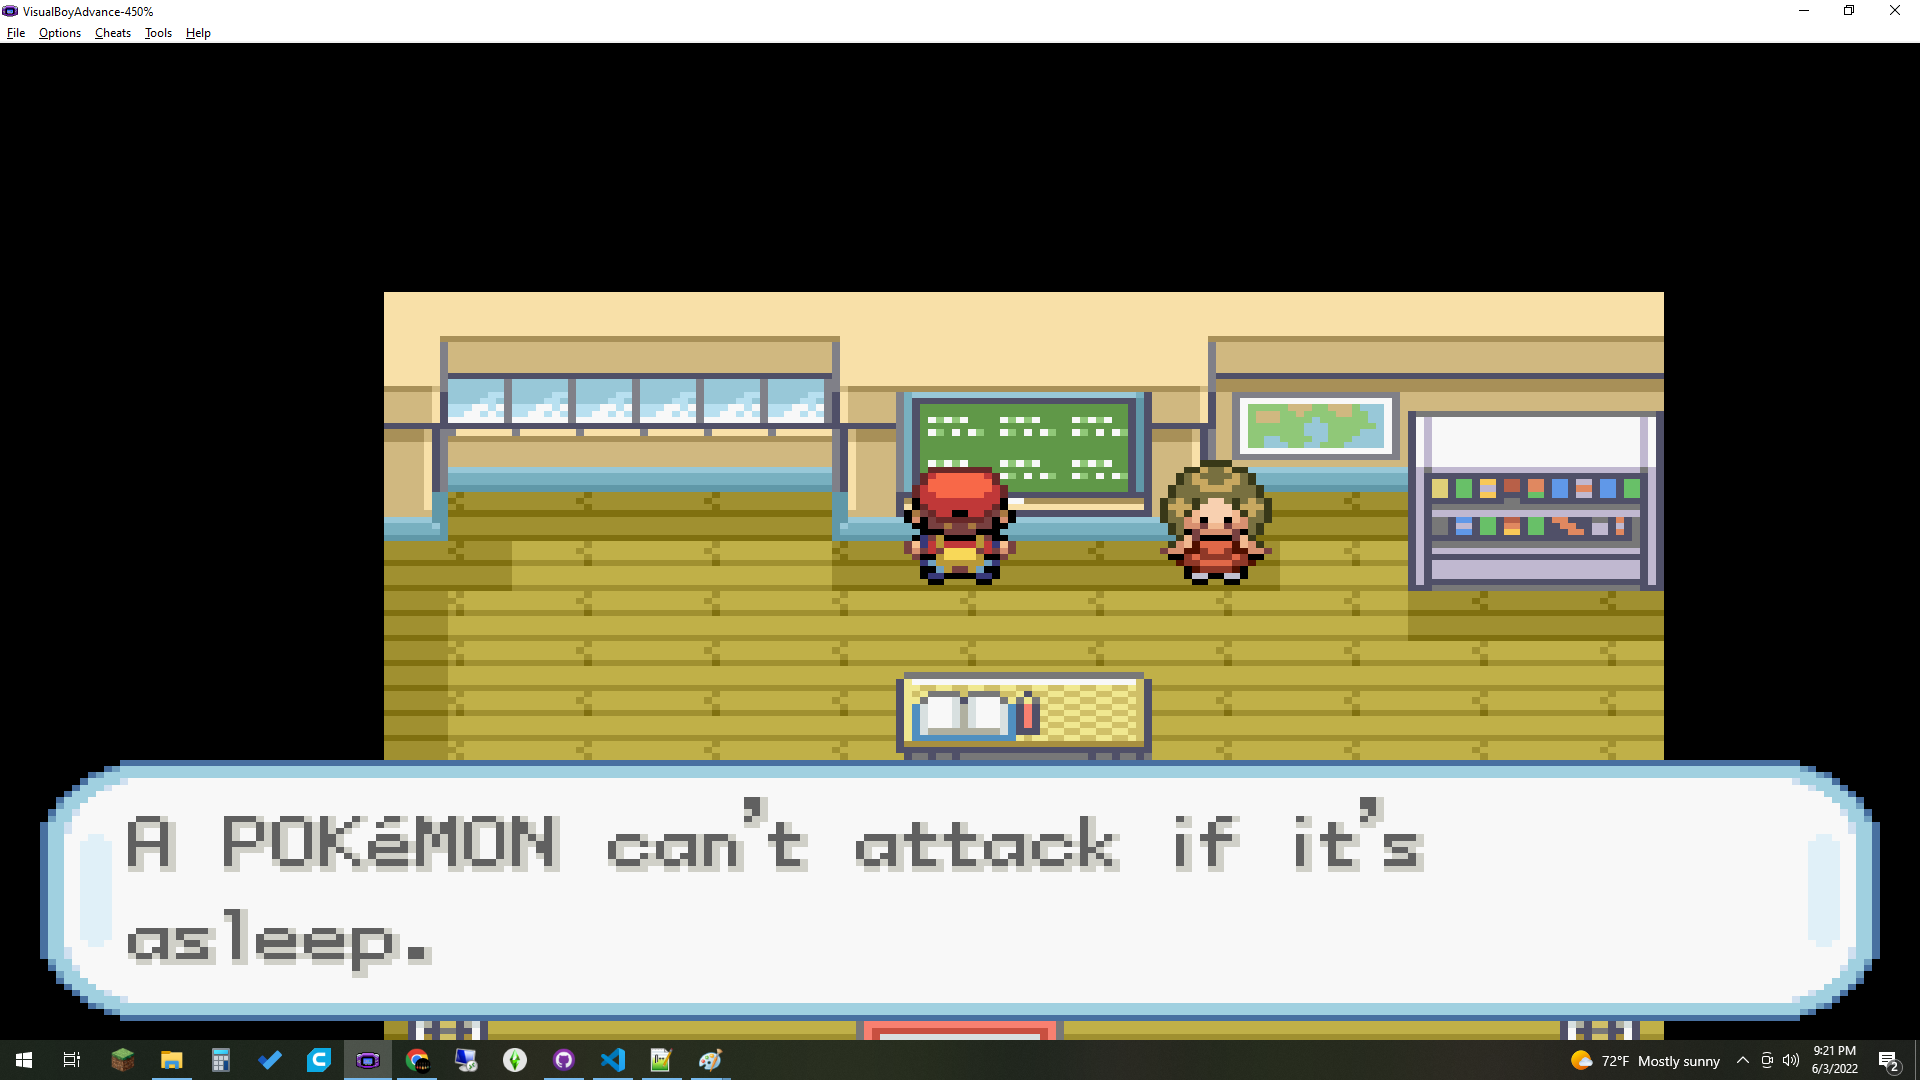 VisualBoyAdvance-450%
File Options Cheats Tools Help
A POKéMON can't attack if it's
asleep.
72°F Mostly sunny
9:21 PM
6/3/2022
2